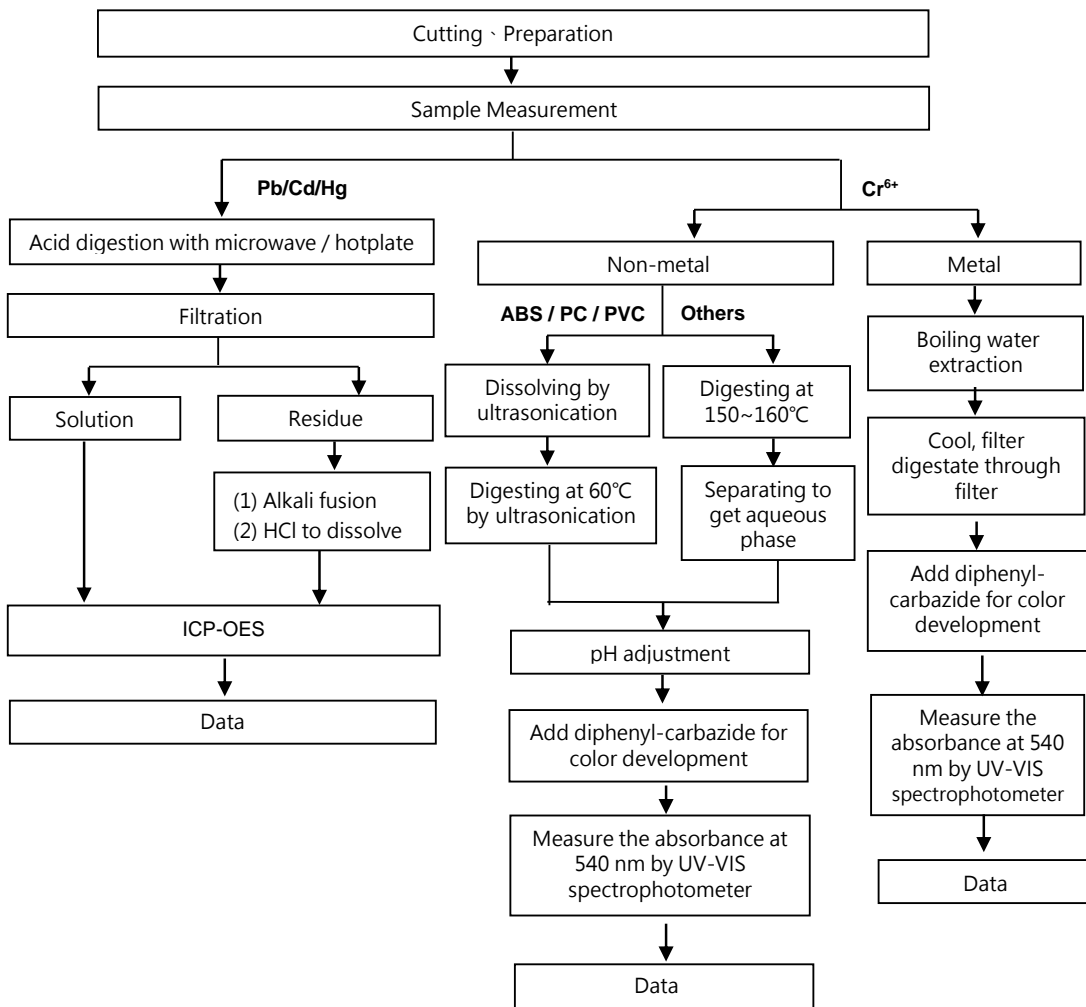 Cutting、Preparation
Sample Measurement
Pb/Cd/Hg
Acid digestion with microwave / hotplate
Filtration
Solution
Residue
(1) Alkali fusion
(2) HCl to dissolve
ICP-OES
Data
Cr⁶⁺
Non-metal
ABS / PC / PVC
Others
Dissolving by
ultrasonication
Digesting at
150~160℃
Digesting at 60℃
by ultrasonication
Separating to
get aqueous
phase
pH adjustment
Add diphenyl-carbazide for
color development
Measure the absorbance at
540 nm by UV-VIS
spectrophotometer
Data
Metal
Boiling water
extraction
Cool, filter
digestate through
filter
Add diphenyl-
carbazide for color
development
Measure the
absorbance at 540
nm by UV-VIS
spectrophotometer
Data